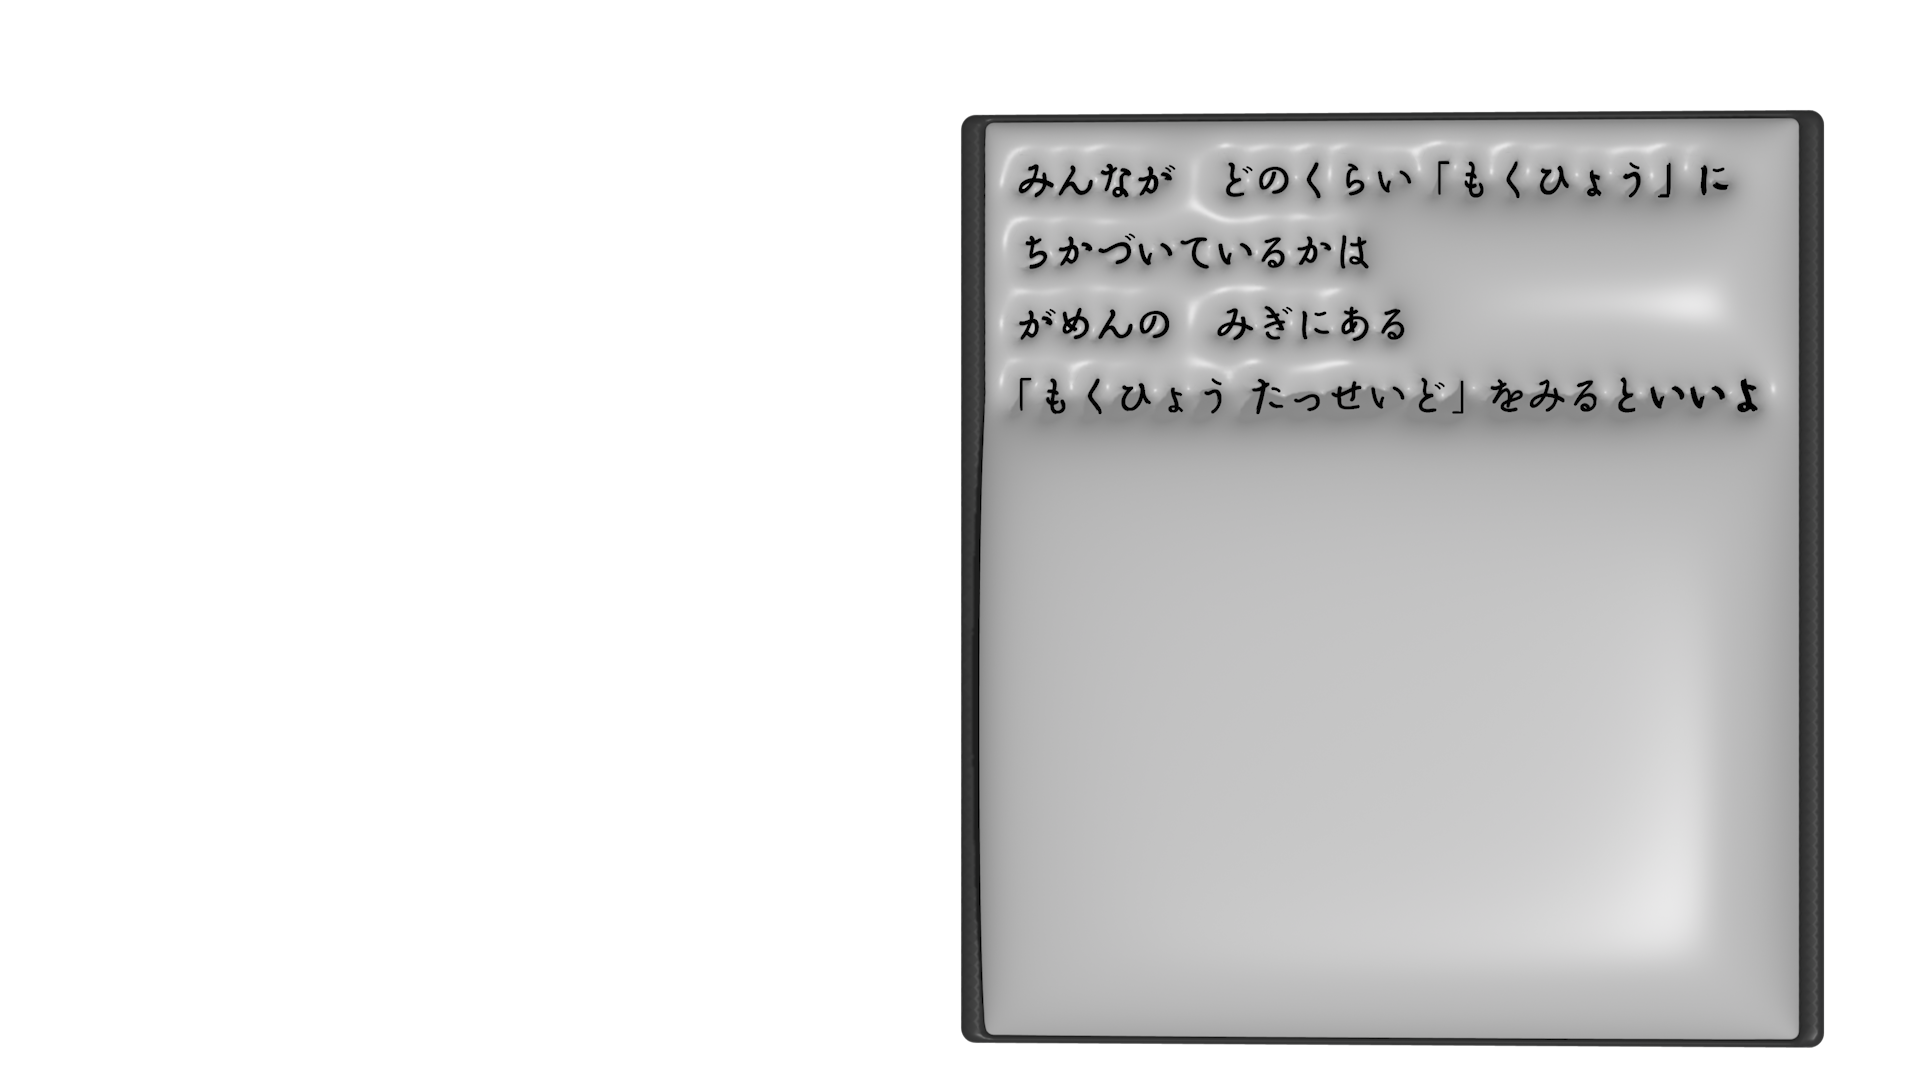 みんなが　どのくらい「もくひょう」に
ちかづいているかは
がめんの　みぎにある
「もくひょう たっせいど」をみるといいよ